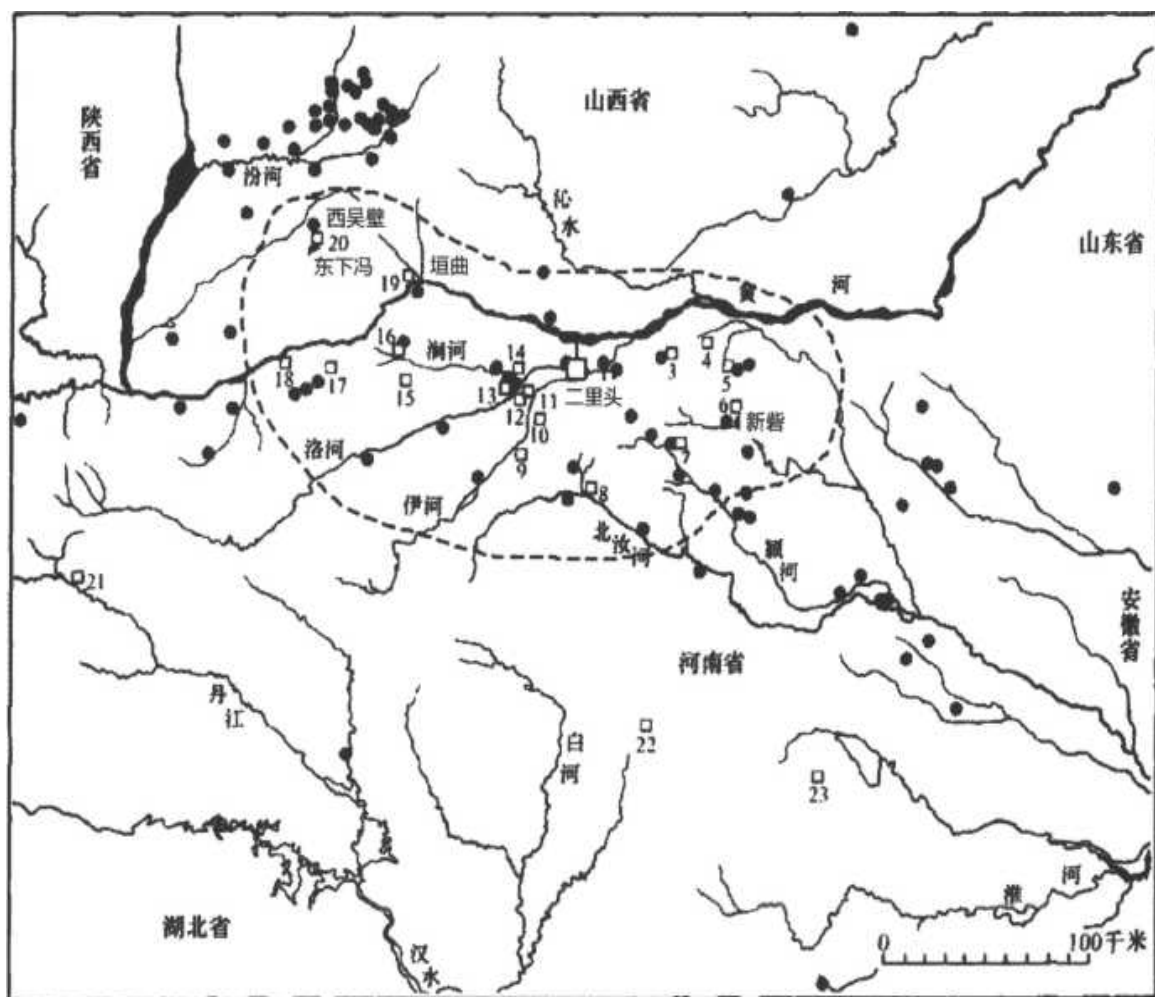 陕西省
山西省
山东省
汾河
沁水
西吴壁
20
东下冯
垣曲
19
黄河
16
涧河
14
4
3
5
18
17
15
13
二里头
11
12
6
新砦
10
7
洛河
9
伊河
8
北汝河
颍河
21
安徽省
河南省
丹江
白河
22
23
湖北省
汉水
淮河
0 100千米